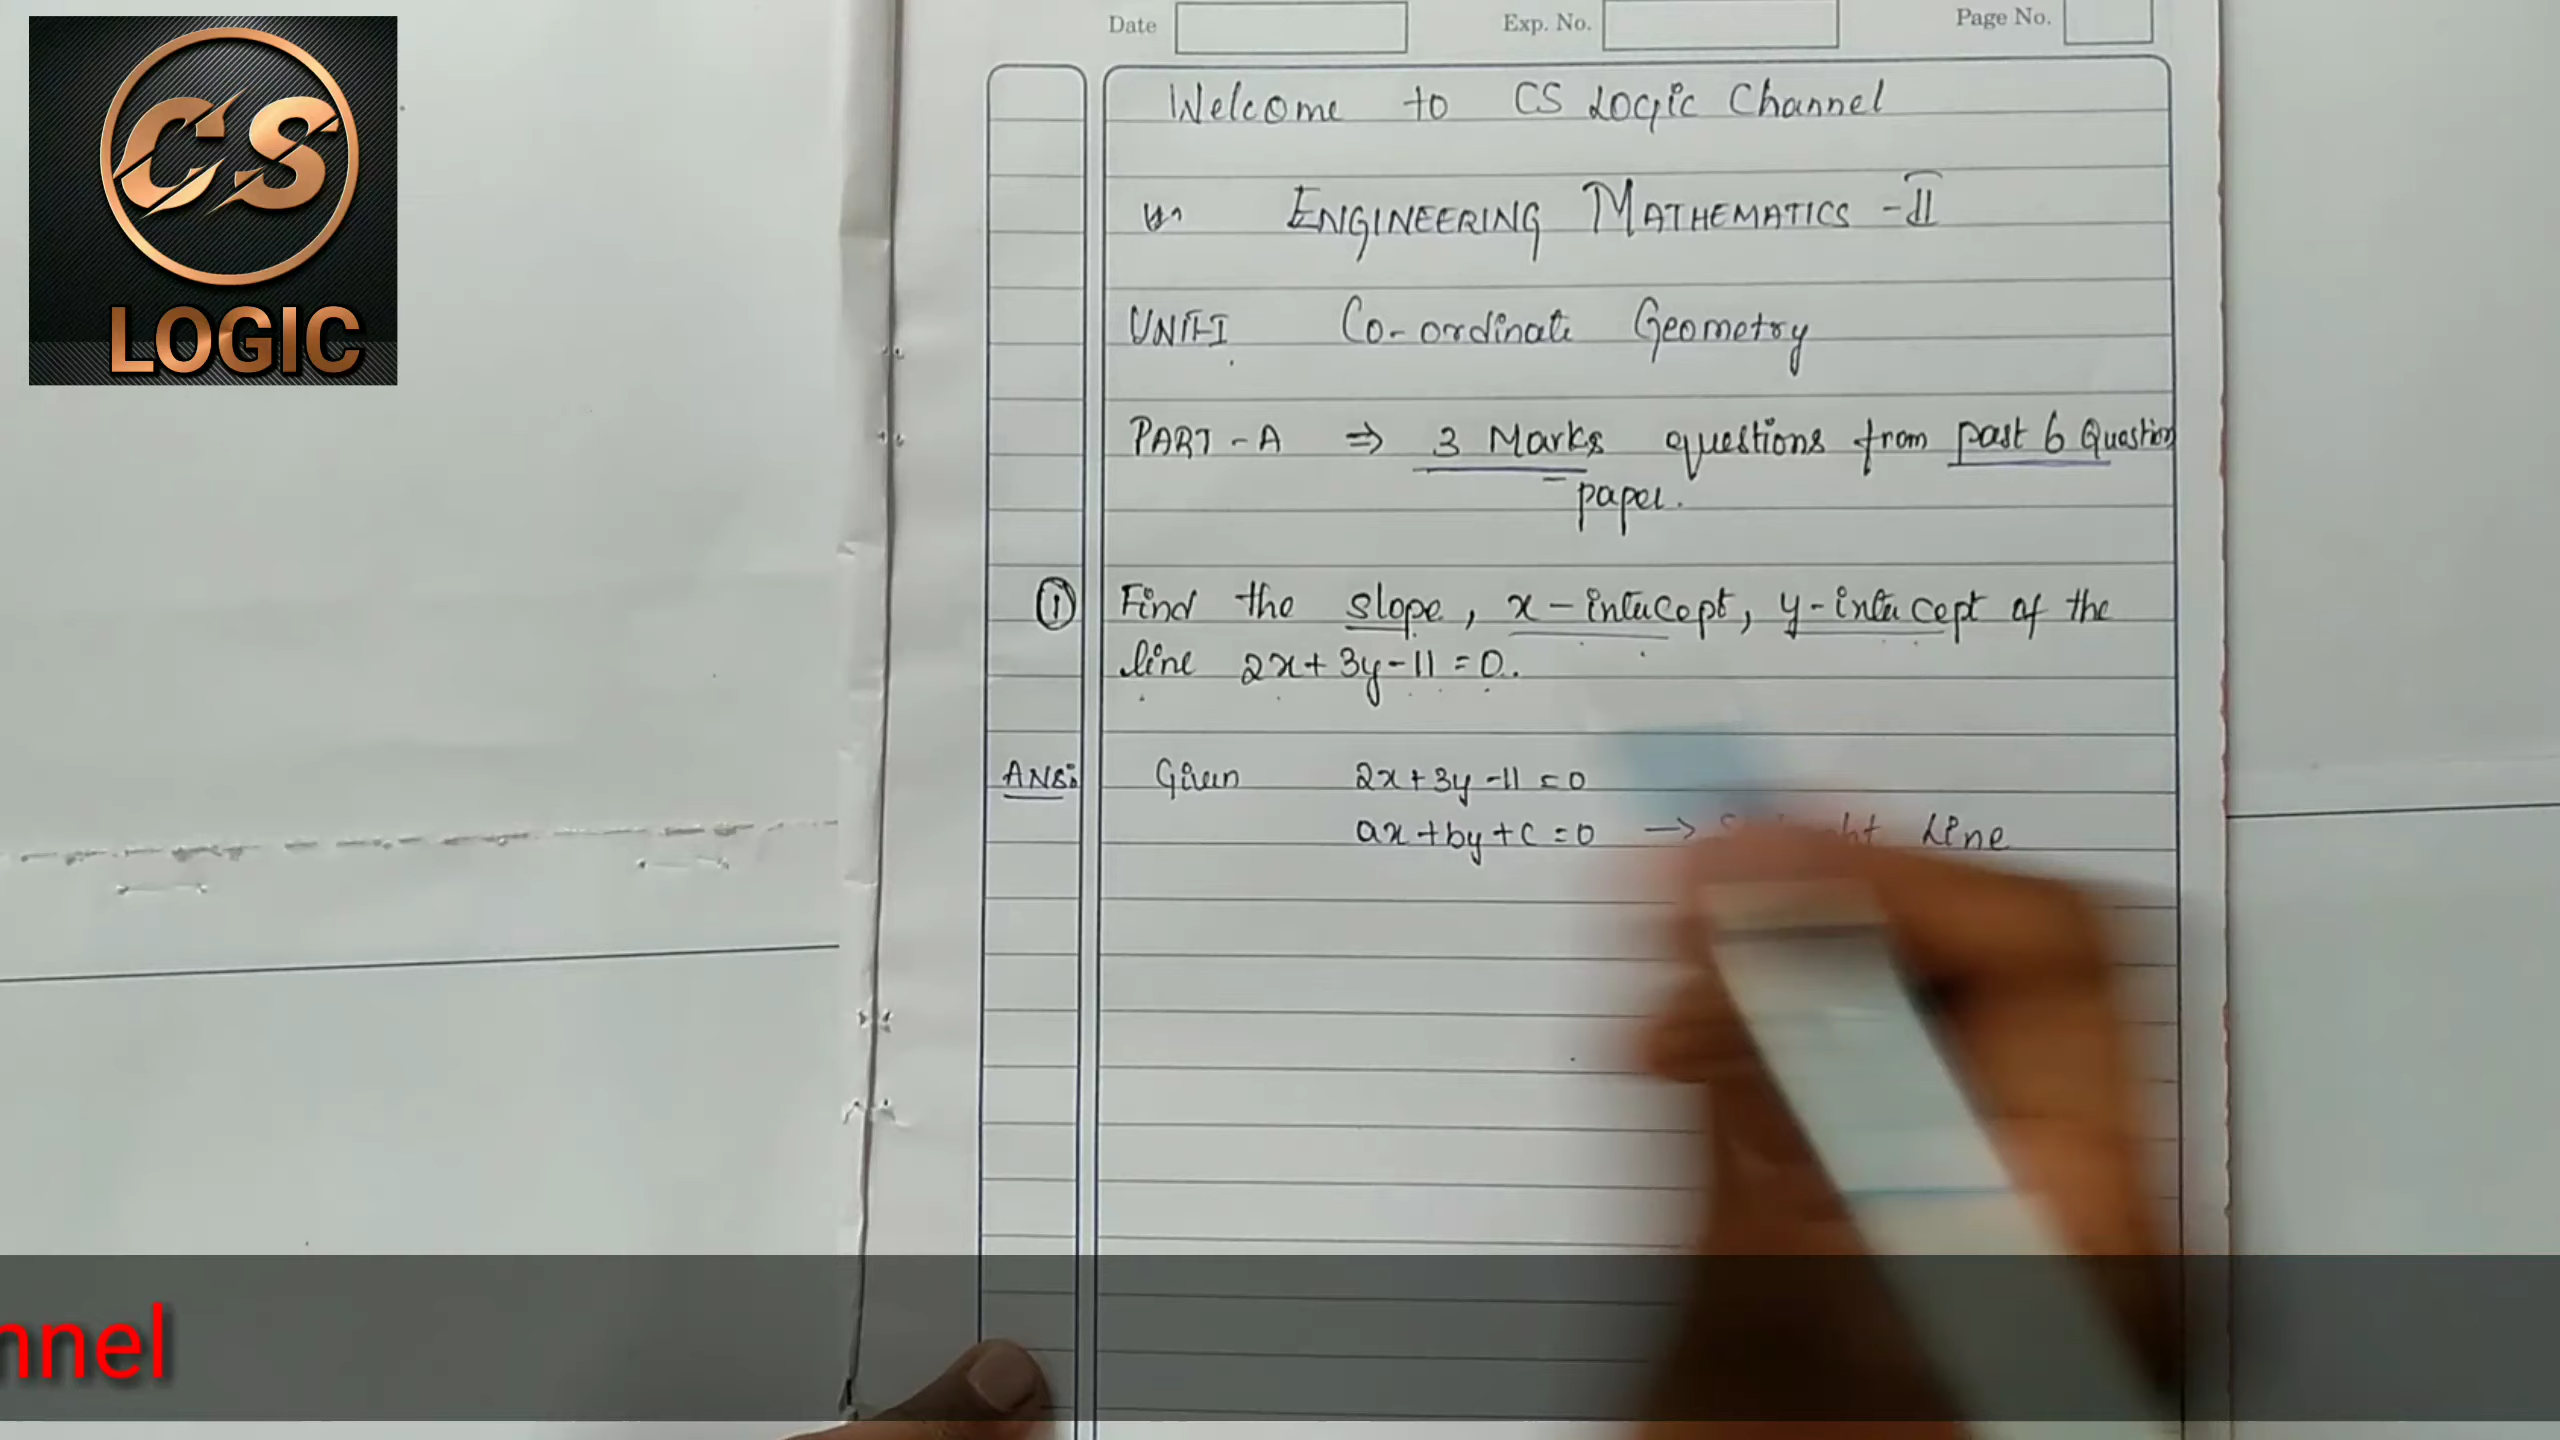 CS
LOGIC
Date
Exp. No.
Page No.
Welcome to CS LOGic Channel
ENGINEERING MATHEMATICS - II
UNIT-I Co-ordinate Geometry
PART - A ⇒ 3 Marks questions from past 6 Question
paper.
① Find the slope, x-intercept, y-intercept of the
line 2x+3y-11=0.
ANS: Given 2x+3y-11=0
ax+by+c=0 → Line
nnel